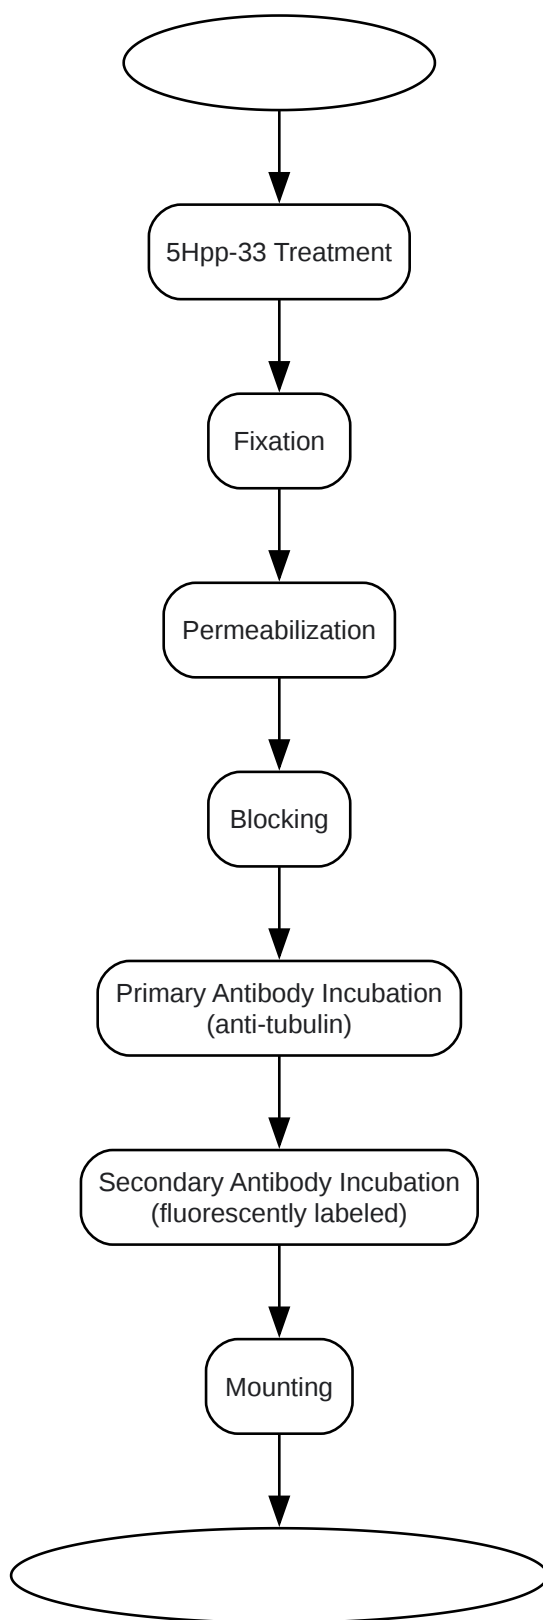 5Hpp-33 Treatment
Fixation
Permeabilization
Blocking
Primary Antibody Incubation
(anti-tubulin)
Secondary Antibody Incubation
(fluorescently labeled)
Mounting